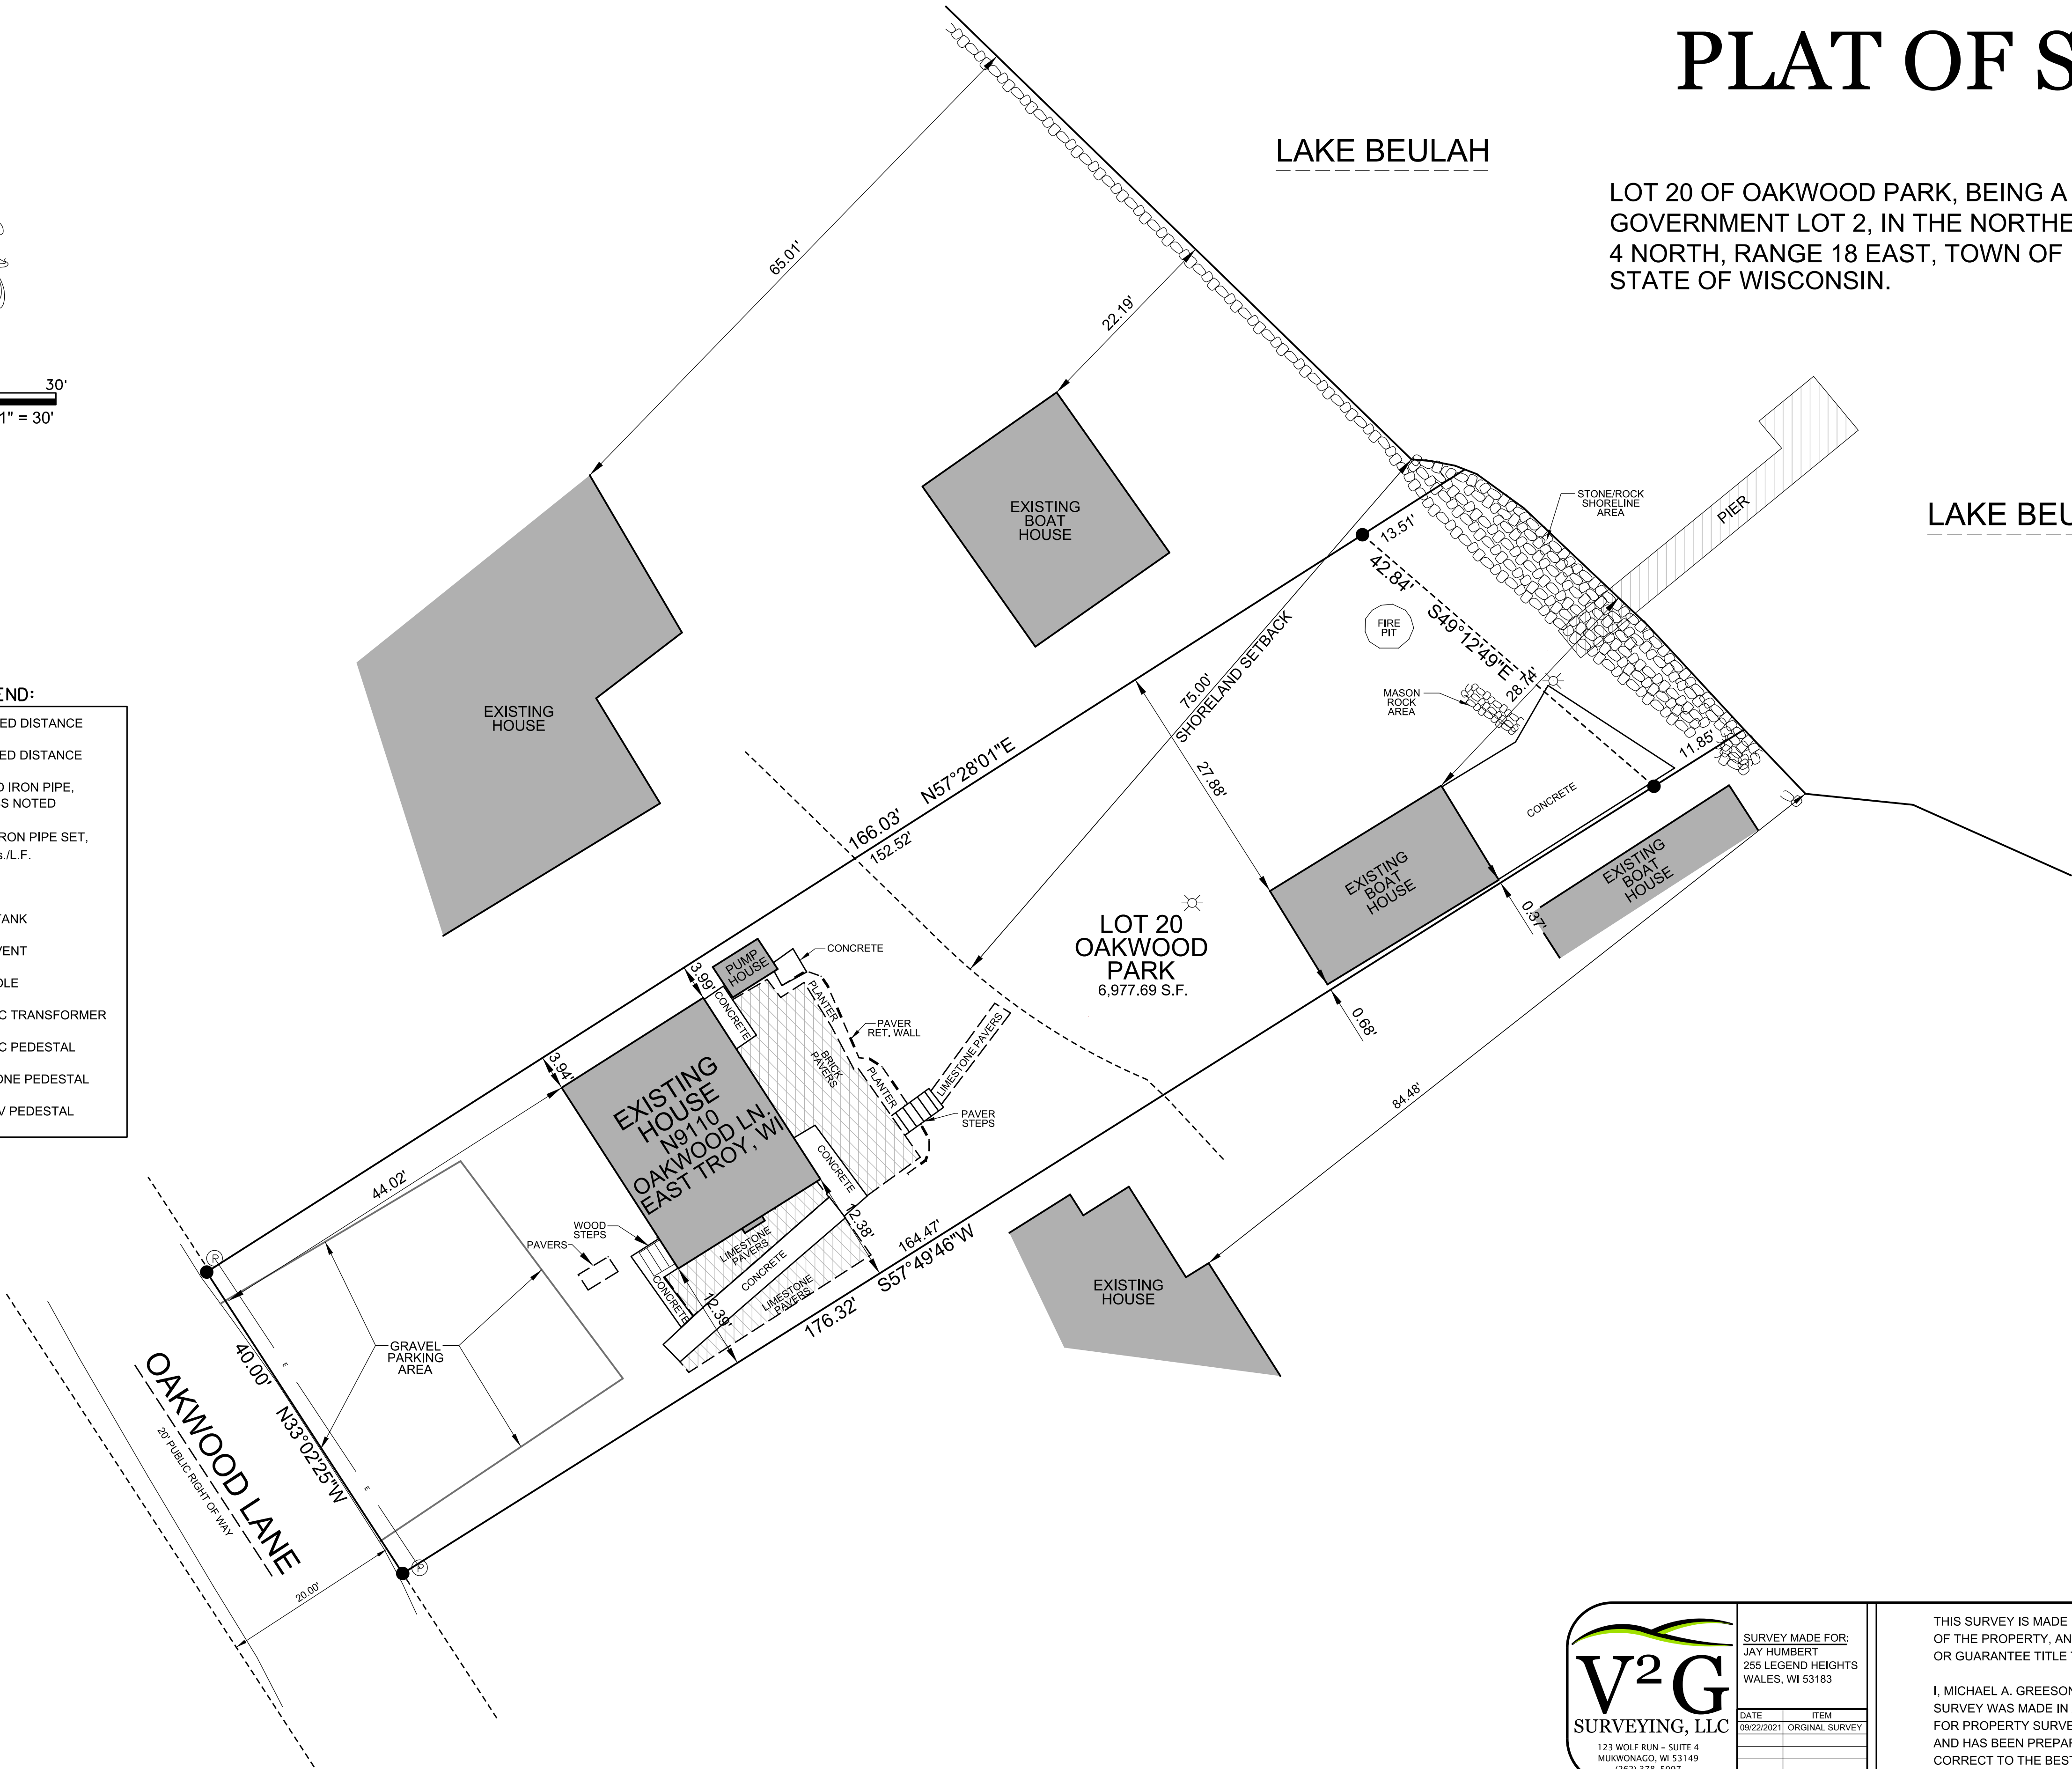 PLAT OF S
LAKE BEULAH
LOT 20 OF OAKWOOD PARK, BEING A
GOVERNMENT LOT 2, IN THE NORTHE
4 NORTH, RANGE 18 EAST, TOWN OF
STATE OF WISCONSIN.
65.01'
22.19'
30'
1" = 30'
EXISTING
BOAT
HOUSE
STONE/ROCK
SHORELINE
AREA
PIER
LAKE BEU
13.51'
42.84'
S49°12'49"E
FIRE
PIT
75.00'
SHORELAND SETBACK
28.74'
MASON
ROCK
AREA
EXISTING
HOUSE
END:
ED DISTANCE
ED DISTANCE
D IRON PIPE,
S NOTED
RON PIPE SET,
s./L.F.
TANK
VENT
OLE
C TRANSFORMER
C PEDESTAL
ONE PEDESTAL
V PEDESTAL
N57°28'01"E
166.03'
152.52'
27.88'
11.85'
CONCRETE
EXISTING
BOAT
HOUSE
EXISTING
BOAT
HOUSE
0.37'
0.68'
LOT 20
OAKWOOD
PARK
6,977.69 S.F.
PUMP
HOUSE
CONCRETE
3.99'
CONCRETE
PLANTER
PAVER
RET. WALL
BRICK
PAVERS
PLANTER
LIMESTONE PAVERS
PAVER
STEPS
3.94'
EXISTING
HOUSE
N9110
OAKWOOD LN.
EAST TROY, WI
CONCRETE
84.48'
44.02'
WOOD
STEPS
PAVERS
LIMESTONE
PAVERS
CONCRETE
LIMESTONE
PAVERS
CONCRETE
12.38'
12.39'
164.47'
S57°49'46"W
176.32'
EXISTING
HOUSE
R
GRAVEL
PARKING
AREA
E
E
40.00'
N33°02'25"W
OAKWOOD LANE
20' PUBLIC RIGHT OF WAY
R
20.00'
V²G
SURVEYING, LLC
123 WOLF RUN - SUITE 4
MUKWONAGO, WI 53149
(262) 378-5097
SURVEY MADE FOR:
JAY HUMBERT
255 LEGEND HEIGHTS
WALES, WI 53183
DATE ITEM
09/22/2021 ORGINAL SURVEY
THIS SURVEY IS MADE
OF THE PROPERTY, AN
OR GUARANTEE TITLE
I, MICHAEL A. GREESON
SURVEY WAS MADE IN
FOR PROPERTY SURVE
AND HAS BEEN PREPAR
CORRECT TO THE BEST